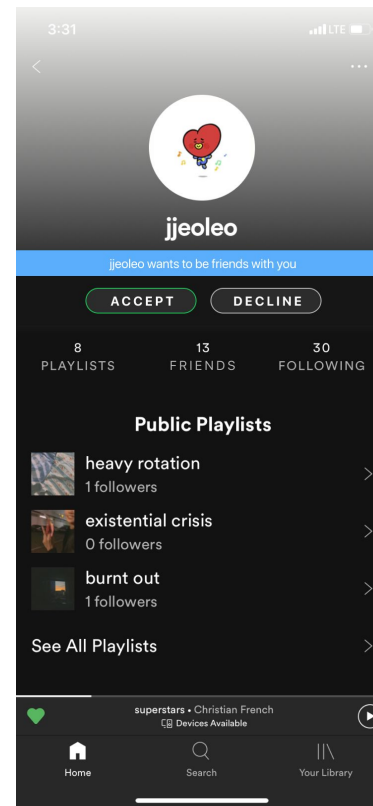 3:31 LTE
jjeoleo
jjeoleo wants to be friends with you
ACCEPT DECLINE
8 13 30
PLAYLISTS FRIENDS FOLLOWING
Public Playlists
heavy rotation
1 followers
existential crisis
0 followers
burnt out
1 followers
See All Playlists
superstars • Christian French
Devices Available
Home Search Your Library